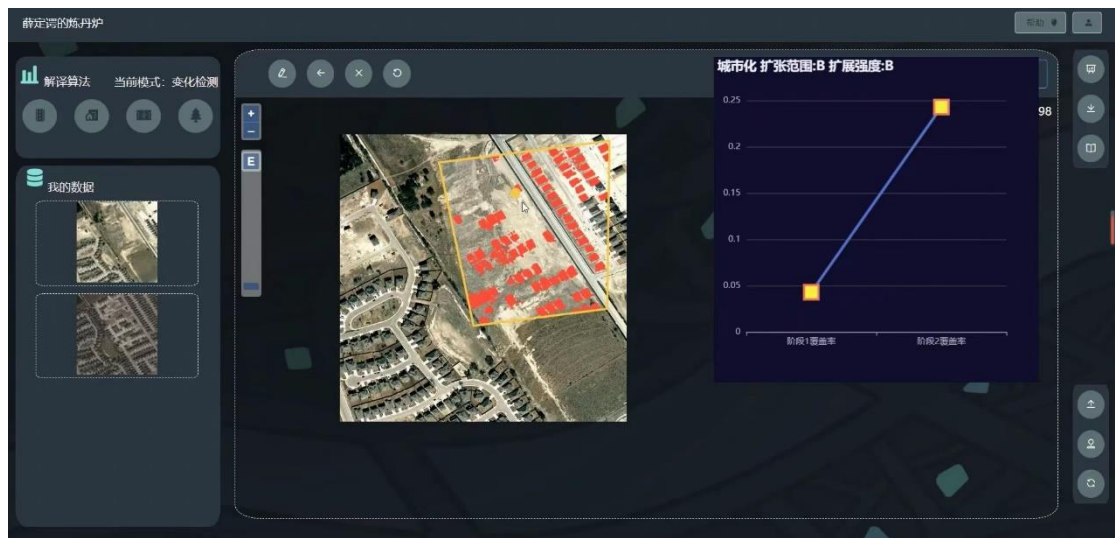 薛定谔的炼丹炉
帮助
解译算法 当前模式：变化检测
我的数据
+
−
E
城市化 扩张范围:B 扩展强度:B
98
0.25
0.2
0.15
0.1
0.05
0
阶段1覆盖率 阶段2覆盖率